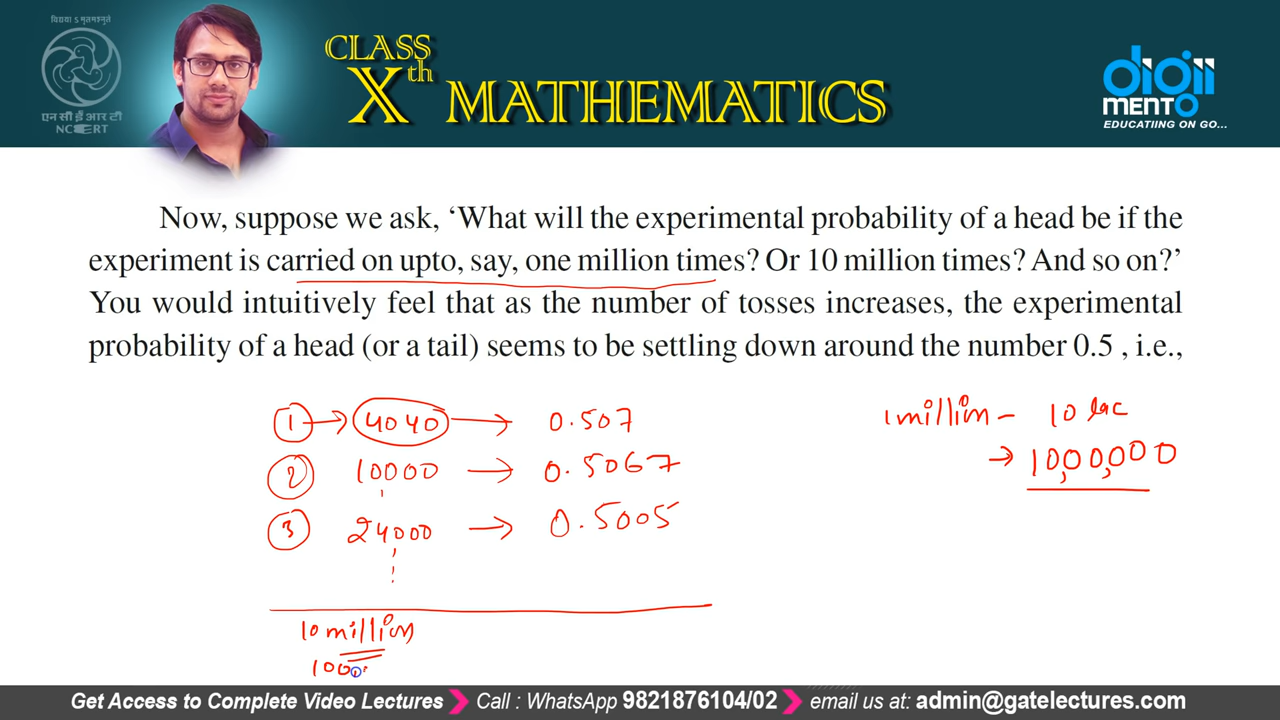 विद्यया ऽ मृतमश्नुते
एन सी ई आर टी
NCERT
CLASS
Xth MATHEMATICS
digii
MENTO
EDUCATIING ON GO...
Now, suppose we ask, ‘What will the experimental probability of a head be if the
experiment is carried on upto, say, one million times? Or 10 million times? And so on?’
You would intuitively feel that as the number of tosses increases, the experimental
probability of a head (or a tail) seems to be settling down around the number 0.5 , i.e.,
1 → 4040 → 0.507
2 10000 → 0.5067
3 24000 → 0.5005
1 million - 10 lac
→ 10,00,000
10 million
100,
Get Access to Complete Video Lectures Call : WhatsApp 9821876104/02 email us at: admin@gatelectures.com